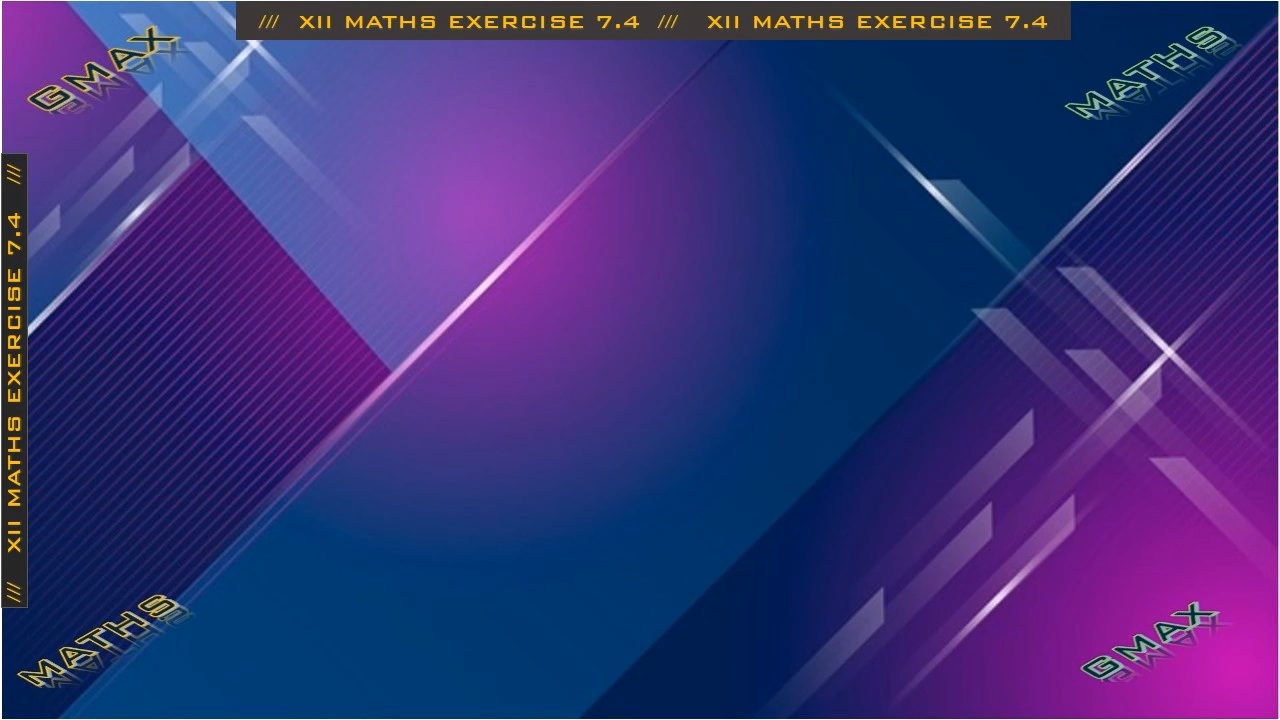 /// XII MATHS EXERCISE 7.4 /// XII MATHS EXERCISE 7.4
GMAX
MATHS
/// XII MATHS EXERCISE 7.4 ///
MATHS
GMAX